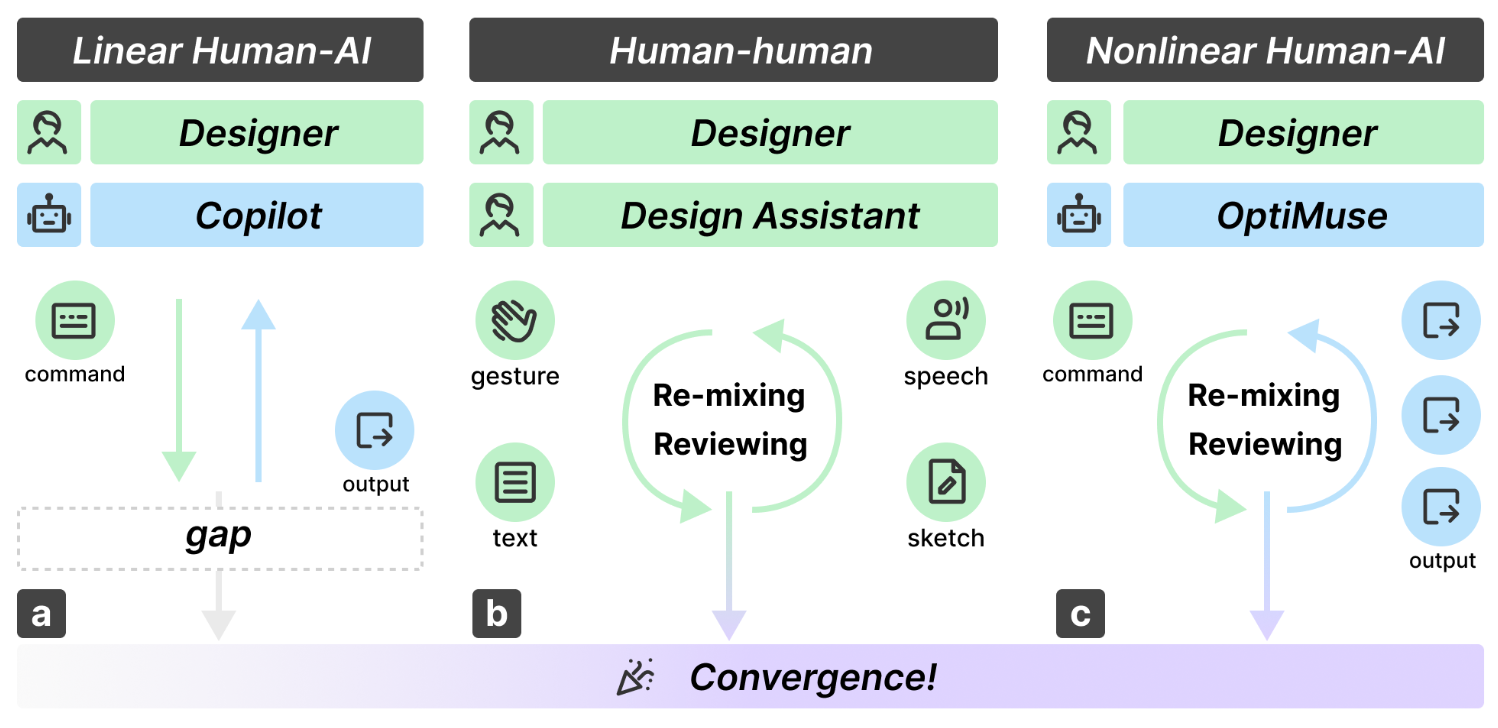 Linear Human-AI
Designer
Copilot
command
output
gap
a
Human-human
Designer
Design Assistant
gesture
speech
Re-mixing
Reviewing
text
sketch
b
Nonlinear Human-AI
Designer
OptiMuse
command
Re-mixing
Reviewing
output
c
Convergence!